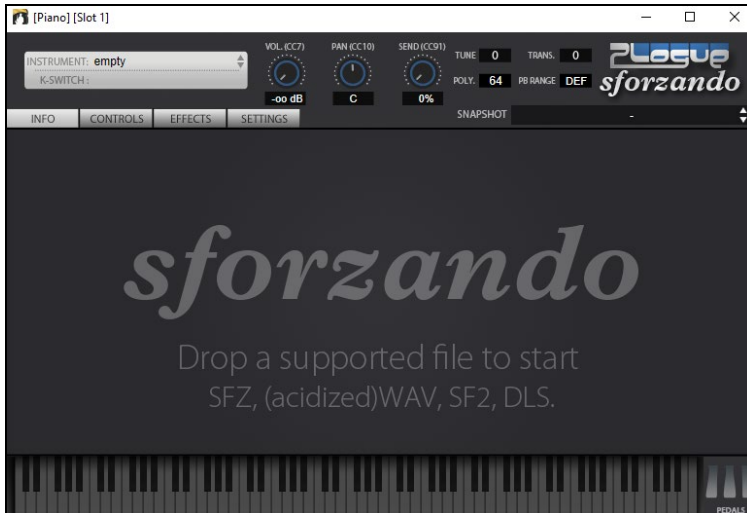 [Piano] [Slot 1]
INSTRUMENT: empty
K-SWITCH :
VOL. (CC7)
-oo dB
PAN (CC10)
C
SEND (CC91)
0%
TUNE 0 TRANS. 0
POLY. 64 PB RANGE DEF
Plogue
sforzando
INFO CONTROLS EFFECTS SETTINGS
SNAPSHOT -
sforzando
Drop a supported file to start
SFZ, (acidized)WAV, SF2, DLS.
PEDALS